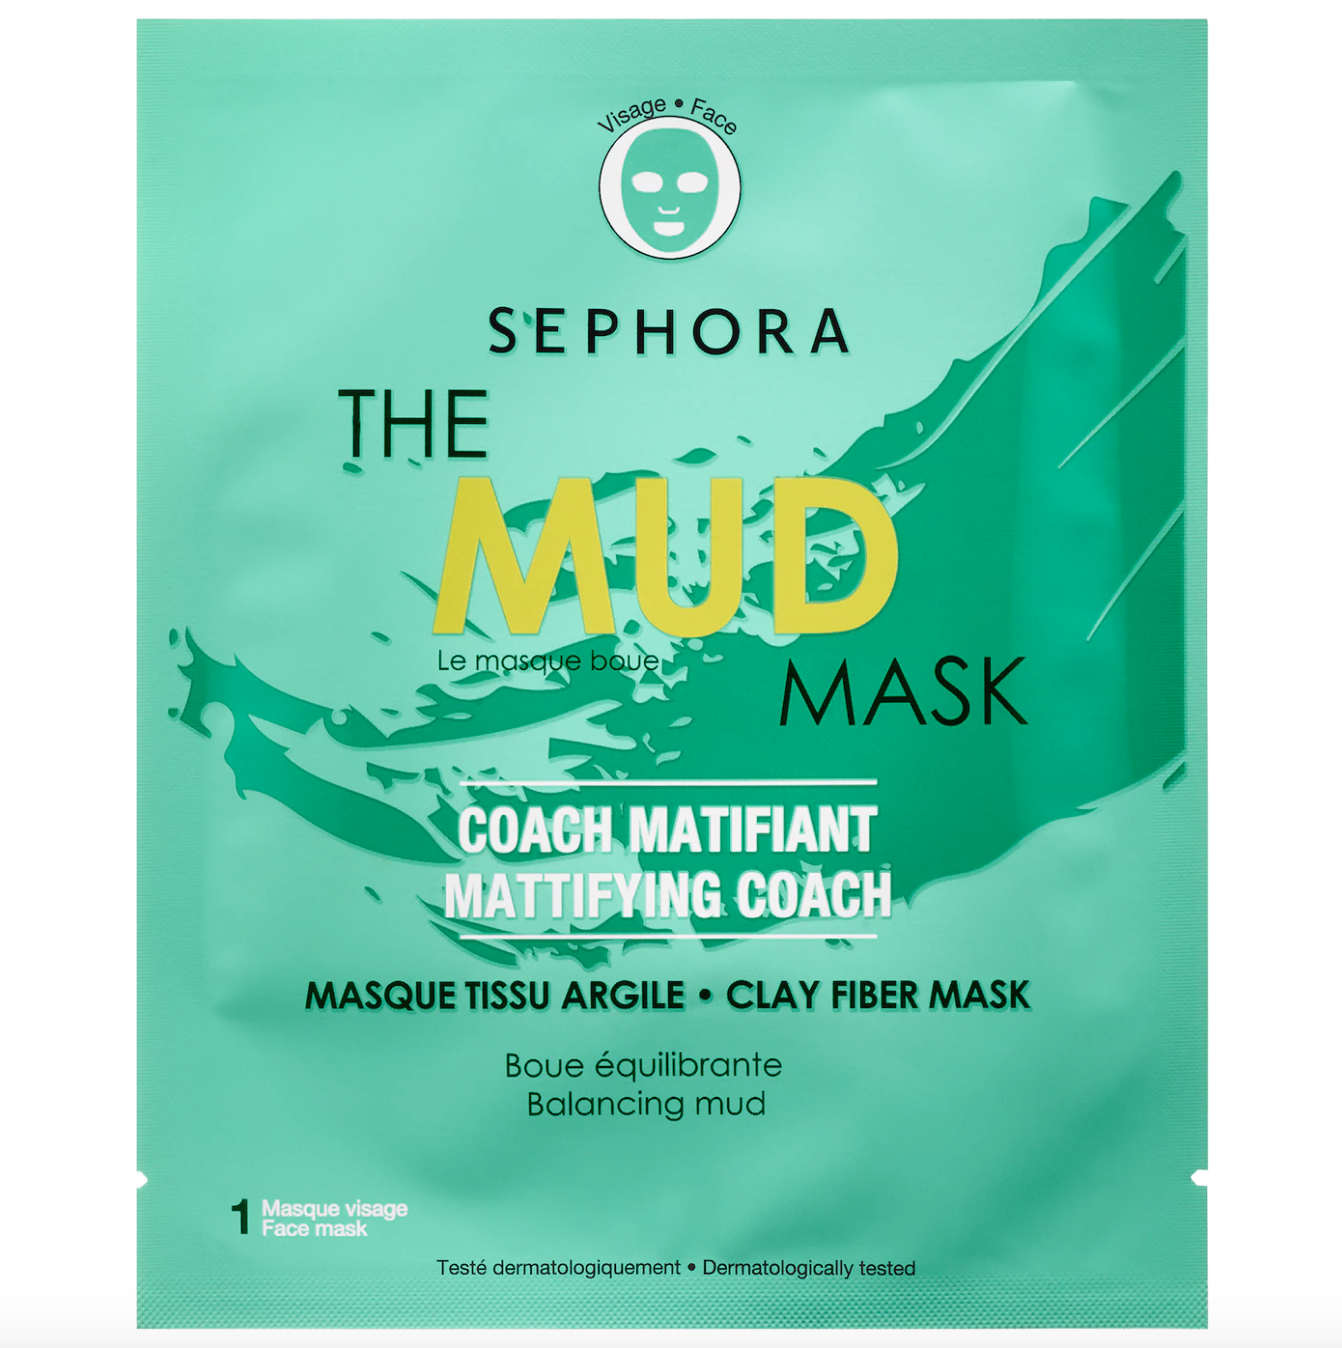 Visage • Face
SEPHORA
THE
MUD
Le masque boue
MASK
COACH MATIFIANT
MATTIFYING COACH
MASQUE TISSU ARGILE • CLAY FIBER MASK
Boue équilibrante
Balancing mud
1 Masque visage
Face mask
Testé dermatologiquement • Dermatologically tested